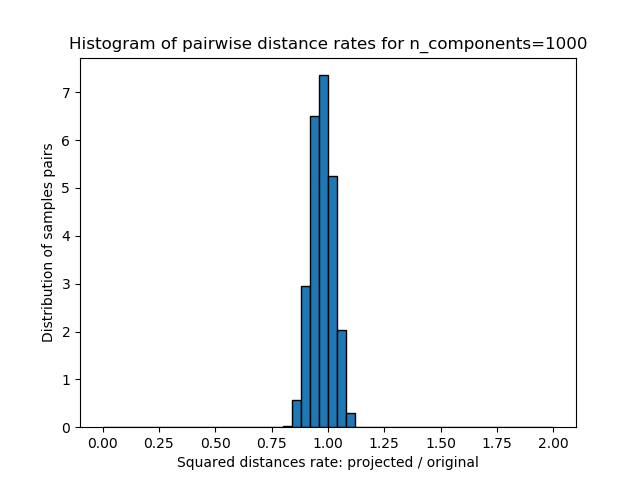 Histogram of pairwise distance rates for n_components=1000
Distribution of samples pairs
7
6
5
4
3
2
1
0
0.00 0.25 0.50 0.75 1.00 1.25 1.50 1.75 2.00
Squared distances rate: projected / original